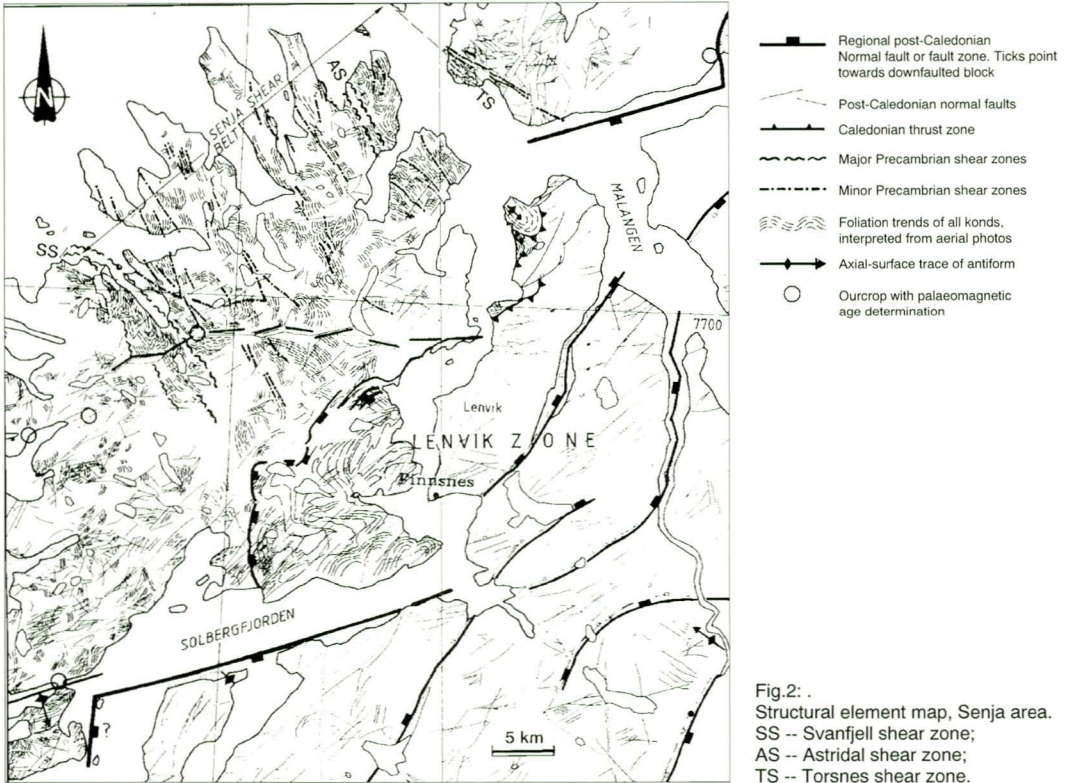 N
SENJA SHEAR
BELT
AS
TS
SS
MALANGEN
7700
Lenvik
LENVIK ZONE
Finnsnes
SOLBERGFJORDEN
?
5 km
Regional post-Caledonian
Normal fault or fault zone. Ticks point
towards downfaulted block
Post-Caledonian normal faults
Caledonian thrust zone
Major Precambrian shear zones
Minor Precambrian shear zones
Foliation trends of all konds,
interpreted from aerial photos
Axial-surface trace of antiform
Ourcrop with palaeomagnetic
age determination
Fig.2: .
Structural element map, Senja area.
SS -- Svanfjell shear zone;
AS -- Astridal shear zone;
TS -- Torsnes shear zone.